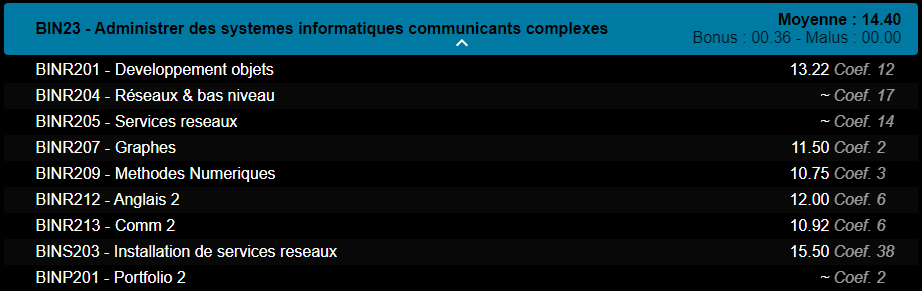 BIN23 - Administrer des systemes informatiques communicants complexes
Moyenne : 14.40
Bonus : 00.36 - Malus : 00.00
BINR201 - Developpement objets 13.22 Coef. 12
BINR204 - Réseaux & bas niveau ~ Coef. 17
BINR205 - Services reseaux ~ Coef. 14
BINR207 - Graphes 11.50 Coef. 2
BINR209 - Methodes Numeriques 10.75 Coef. 3
BINR212 - Anglais 2 12.00 Coef. 6
BINR213 - Comm 2 10.92 Coef. 6
BINS203 - Installation de services reseaux 15.50 Coef. 38
BINP201 - Portfolio 2 ~ Coef. 2